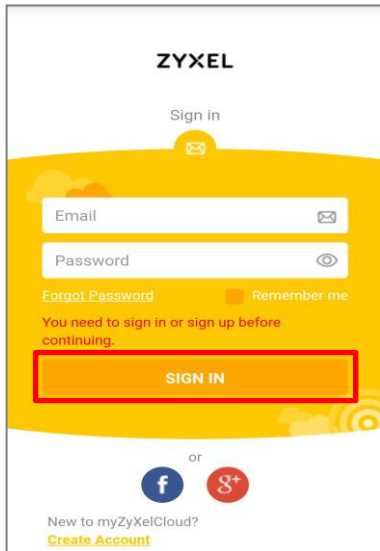 ZYXEL
Sign in
Email
Password
Forgot Password Remember me
You need to sign in or sign up before
continuing.
SIGN IN
or
f g+
New to myZyXelCloud?
Create Account